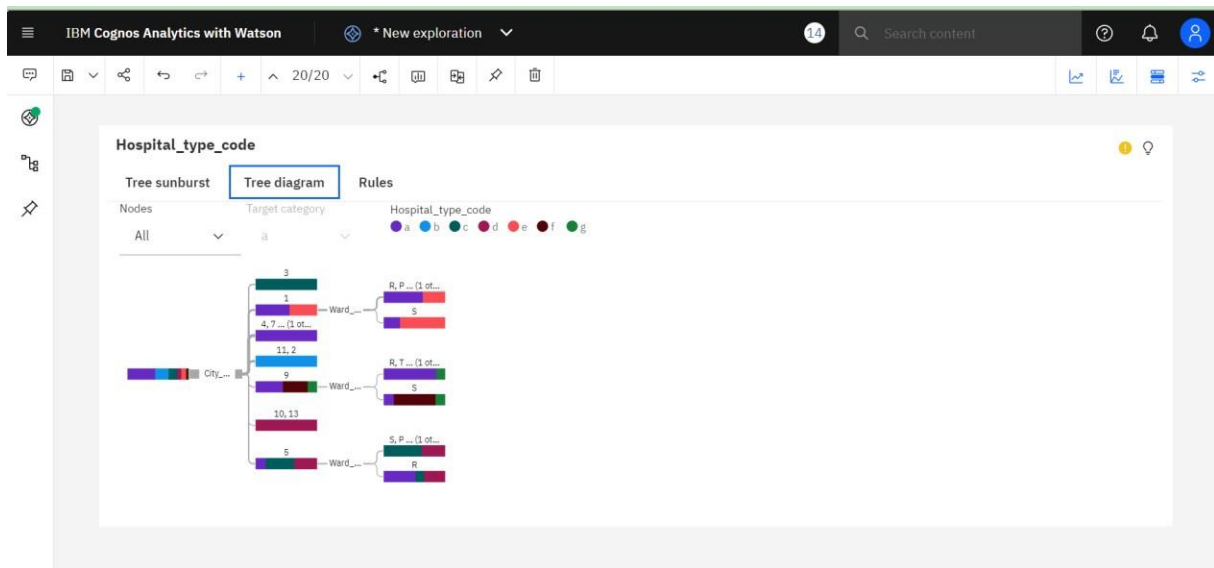 IBM Cognos Analytics with Watson * New exploration 14 Search content
20/20
Hospital_type_code
Tree sunburst Tree diagram Rules
Nodes Target category Hospital_type_code
All a a b c d e f g
3
R, P ... (1 ot...
1
Ward_...
S
4, 7 ... (1 ot...
11, 2
R, T ... (1 ot...
City_...
9
Ward_...
S
10, 13
S, P ... (1 ot...
5
Ward_...
R